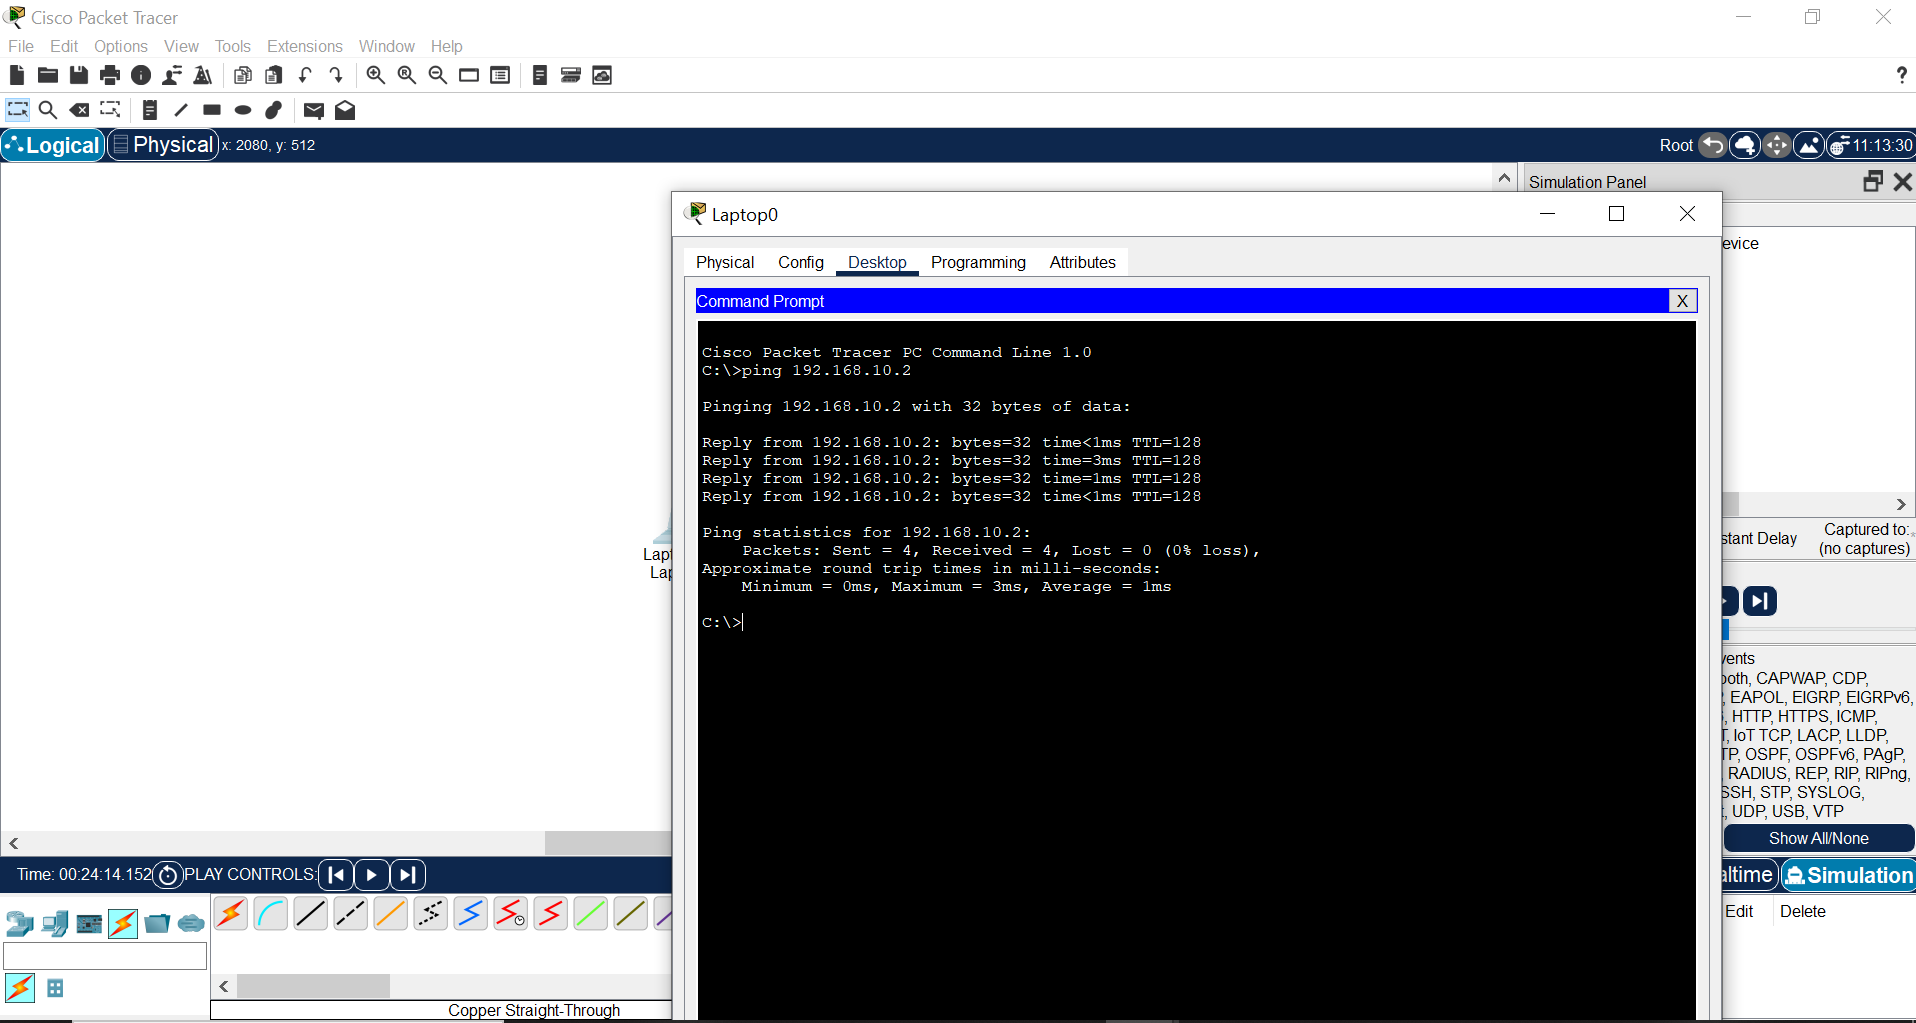 Cisco Packet Tracer
File Edit Options View Tools Extensions Window Help
?
Logical Physical x: 2080, y: 512 Root 11:13:30
Simulation Panel
Laptop0
evice
Physical Config Desktop Programming Attributes
Command Prompt X
Cisco Packet Tracer PC Command Line 1.0
C:\>ping 192.168.10.2
Pinging 192.168.10.2 with 32 bytes of data:
Reply from 192.168.10.2: bytes=32 time<1ms TTL=128
Reply from 192.168.10.2: bytes=32 time=3ms TTL=128
Reply from 192.168.10.2: bytes=32 time=1ms TTL=128
Reply from 192.168.10.2: bytes=32 time<1ms TTL=128
Ping statistics for 192.168.10.2:
Packets: Sent = 4, Received = 4, Lost = 0 (0% loss),
Approximate round trip times in milli-seconds:
Minimum = 0ms, Maximum = 3ms, Average = 1ms
C:\>
Lapt
Lap
stant Delay
Captured to:
(no captures)
vents
oth, CAPWAP, CDP,
, EAPOL, EIGRP, EIGRPv6,
, HTTP, HTTPS, ICMP,
T, IoT TCP, LACP, LLDP,
TP, OSPF, OSPFv6, PAgP,
, RADIUS, REP, RIP, RIPng,
SSH, STP, SYSLOG,
, UDP, USB, VTP
Show All/None
Time: 00:24:14.152 PLAY CONTROLS:
altime Simulation
Edit Delete
Copper Straight-Through